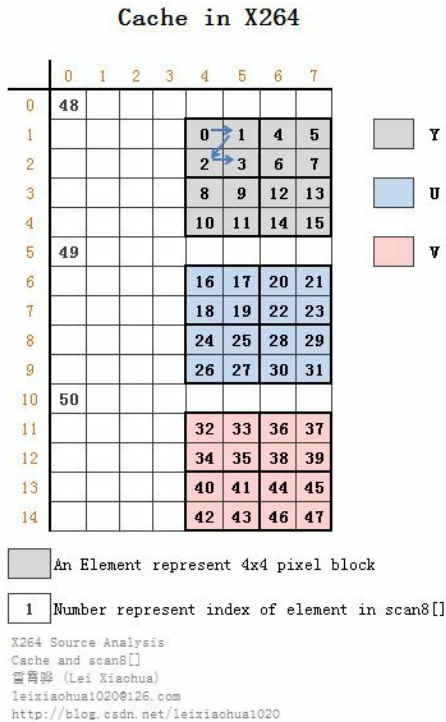 Cache in X264
0 1 2 3 4 5 6 7
0 48
1 0 1 4 5 Y
2 2 3 6 7
3 8 9 12 13 U
4 10 11 14 15
5 49 V
6 16 17 20 21
7 18 19 22 23
8 24 25 28 29
9 26 27 30 31
10 50
11 32 33 36 37
12 34 35 38 39
13 40 41 44 45
14 42 43 46 47
An Element represent 4x4 pixel block
1 Number represent index of element in scan8[]
X264 Source Analysis
Cache and scan8[]
雷霄骅 (Lei Xiaohua)
leixiaohua1020@126.com
http://blog.csdn.net/leixiaohua1020